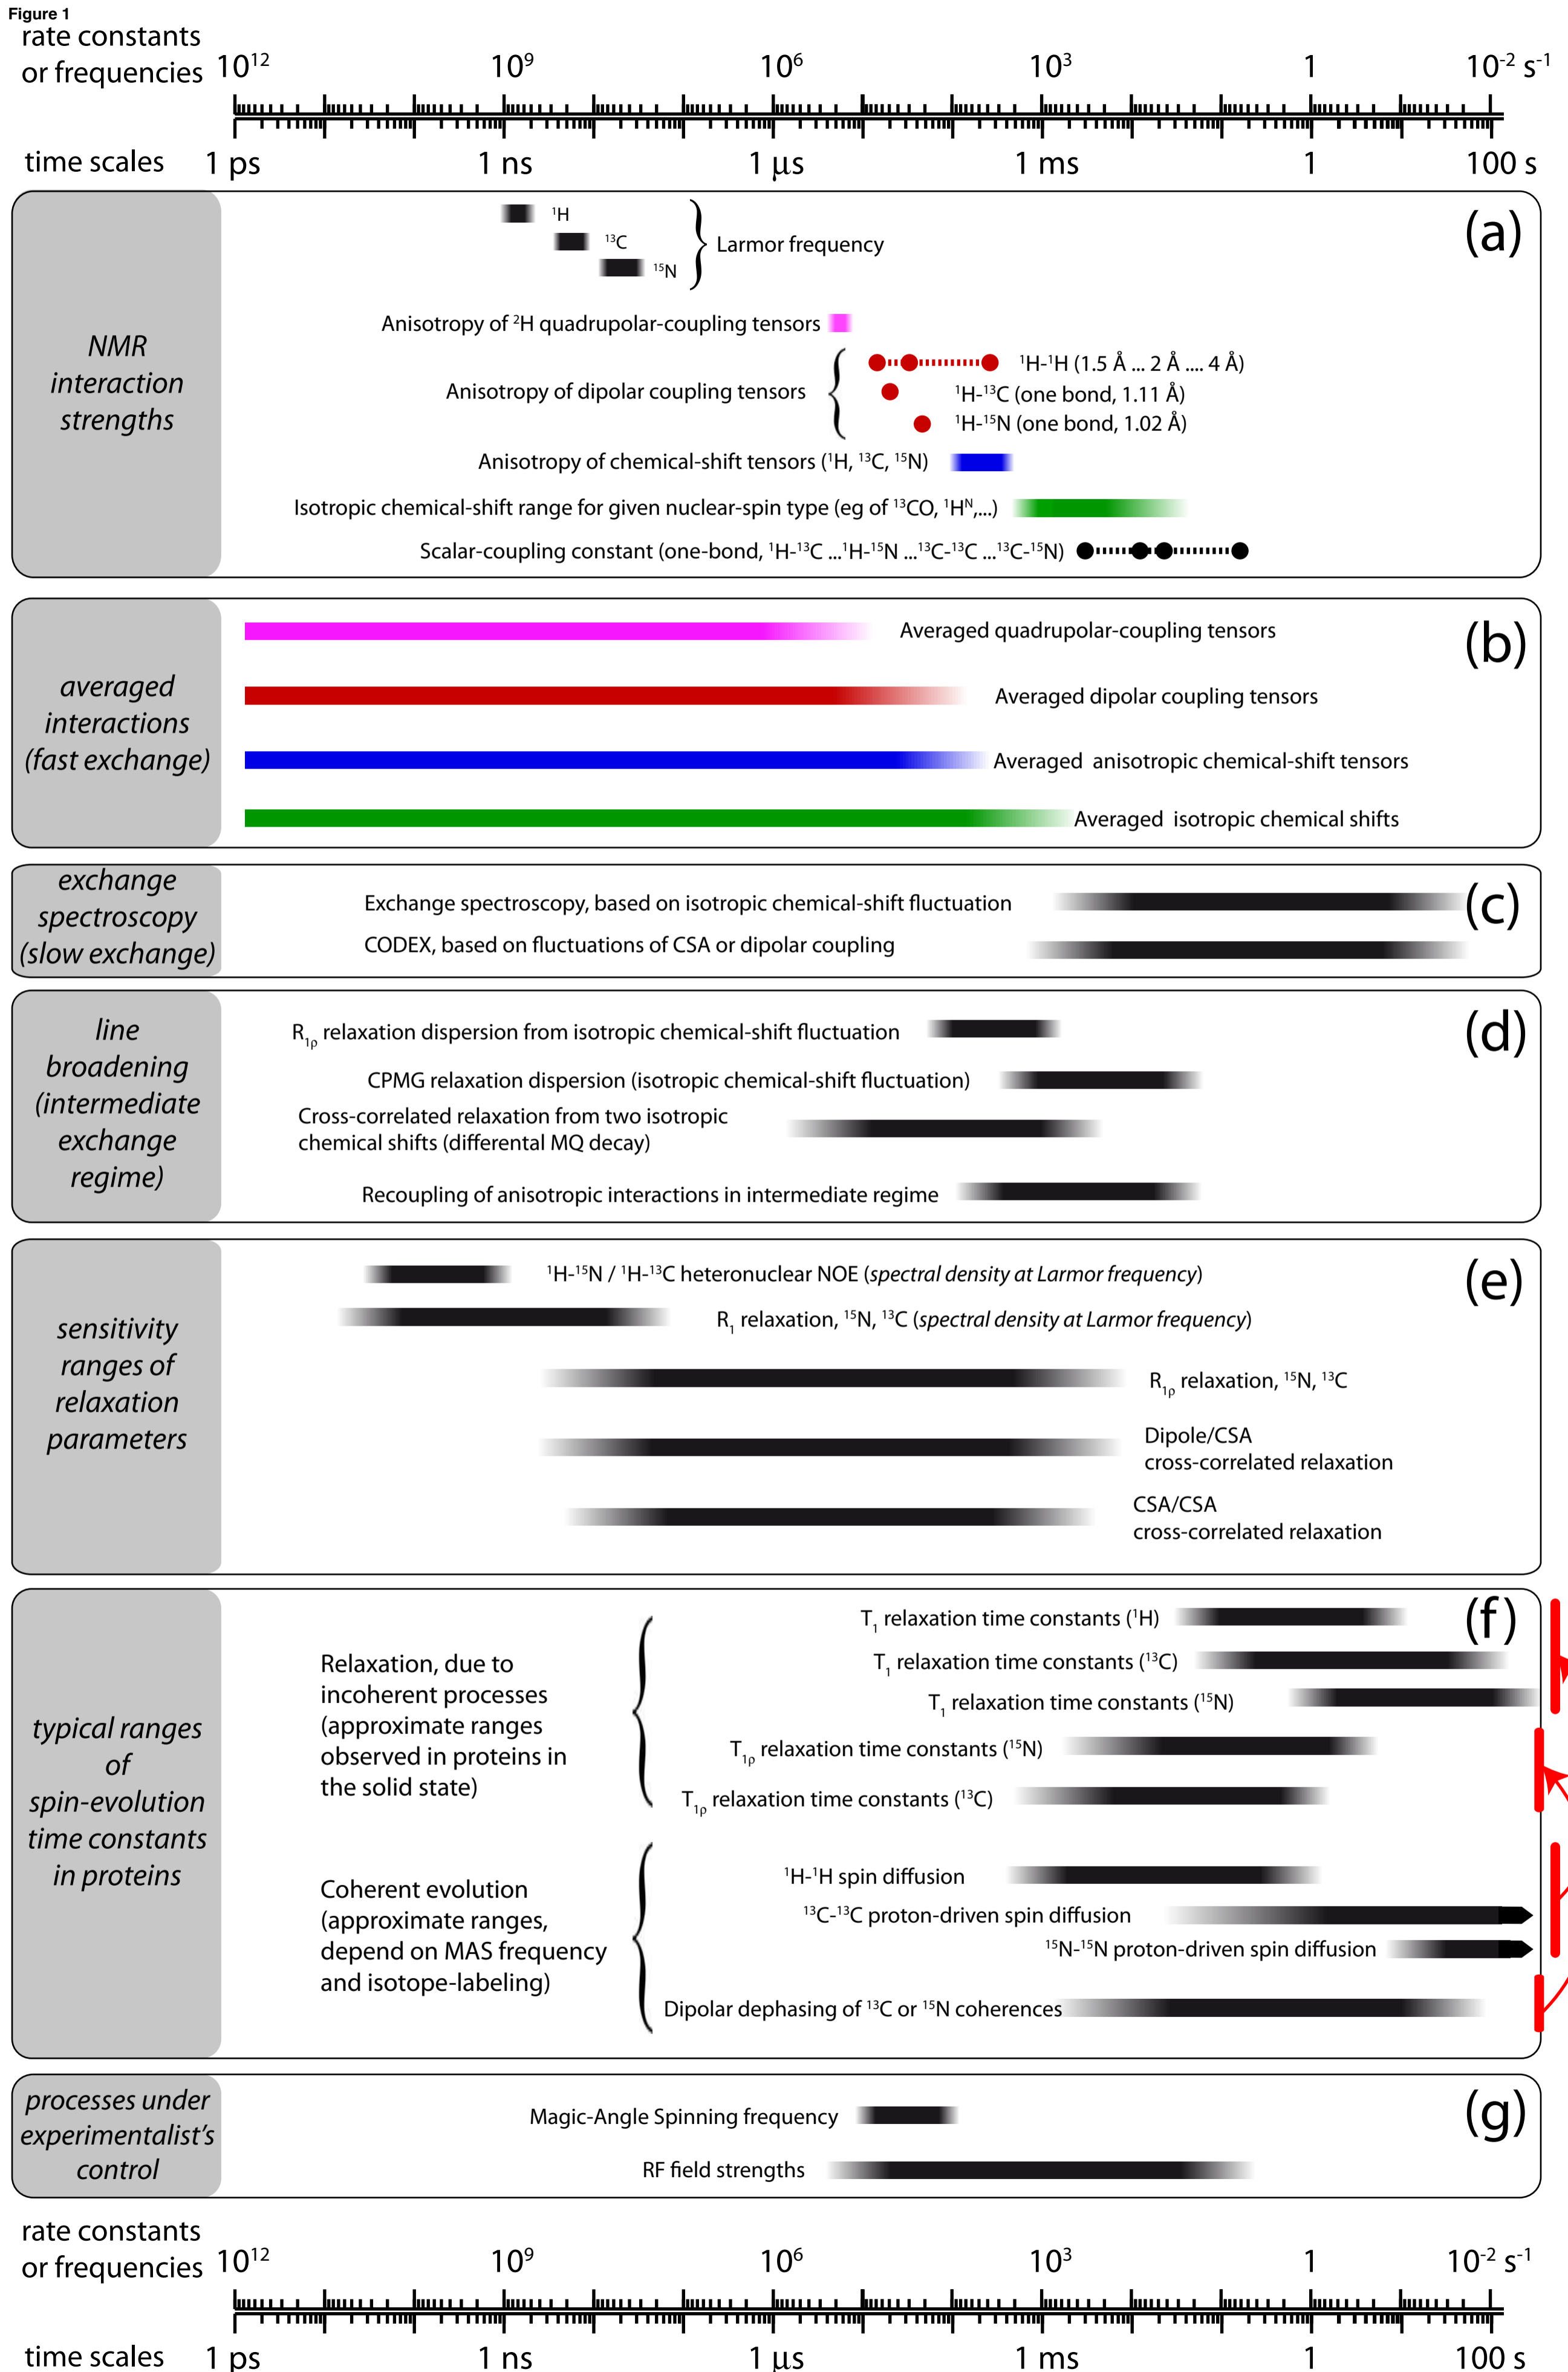 Figure 1
rate constants
or frequencies
10¹² 10⁹ 10⁶ 10³ 1 10⁻² s⁻¹
time scales 1 ps 1 ns 1 µs 1 ms 1 100 s
NMR
interaction
strengths
(a)
¹H
¹³C
¹⁵N
Larmor frequency
Anisotropy of ²H quadrupolar-coupling tensors
Anisotropy of dipolar coupling tensors
¹H-¹H (1.5 Å ... 2 Å .... 4 Å)
¹H-¹³C (one bond, 1.11 Å)
¹H-¹⁵N (one bond, 1.02 Å)
Anisotropy of chemical-shift tensors (¹H, ¹³C, ¹⁵N)
Isotropic chemical-shift range for given nuclear-spin type (eg of ¹³CO, ¹Hᴺ,...)
Scalar-coupling constant (one-bond, ¹H-¹³C ...¹H-¹⁵N ...¹³C-¹³C ...¹³C-¹⁵N)
averaged
interactions
(fast exchange)
(b)
Averaged quadrupolar-coupling tensors
Averaged dipolar coupling tensors
Averaged anisotropic chemical-shift tensors
Averaged isotropic chemical shifts
exchange
spectroscopy
(slow exchange)
(c)
Exchange spectroscopy, based on isotropic chemical-shift fluctuation
CODEX, based on fluctuations of CSA or dipolar coupling
line
broadening
(intermediate
exchange
regime)
(d)
R₁ᵨ relaxation dispersion from isotropic chemical-shift fluctuation
CPMG relaxation dispersion (isotropic chemical-shift fluctuation)
Cross-correlated relaxation from two isotropic
chemical shifts (differental MQ decay)
Recoupling of anisotropic interactions in intermediate regime
sensitivity
ranges of
relaxation
parameters
(e)
¹H-¹⁵N / ¹H-¹³C heteronuclear NOE (spectral density at Larmor frequency)
R₁ relaxation, ¹⁵N, ¹³C (spectral density at Larmor frequency)
R₁ᵨ relaxation, ¹⁵N, ¹³C
Dipole/CSA
cross-correlated relaxation
CSA/CSA
cross-correlated relaxation
typical ranges
of
spin-evolution
time constants
in proteins
(f)
Relaxation, due to
incoherent processes
(approximate ranges
observed in proteins in
the solid state)
T₁ relaxation time constants (¹H)
T₁ relaxation time constants (¹³C)
T₁ relaxation time constants (¹⁵N)
T₁ᵨ relaxation time constants (¹⁵N)
T₁ᵨ relaxation time constants (¹³C)
Coherent evolution
(approximate ranges,
depend on MAS frequency
and isotope-labeling)
¹H-¹H spin diffusion
¹³C-¹³C proton-driven spin diffusion
¹⁵N-¹⁵N proton-driven spin diffusion
Dipolar dephasing of ¹³C or ¹⁵N coherences
processes under
experimentalist's
control
(g)
Magic-Angle Spinning frequency
RF field strengths
rate constants
or frequencies
10¹² 10⁹ 10⁶ 10³ 1 10⁻² s⁻¹
time scales 1 ps 1 ns 1 µs 1 ms 1 100 s